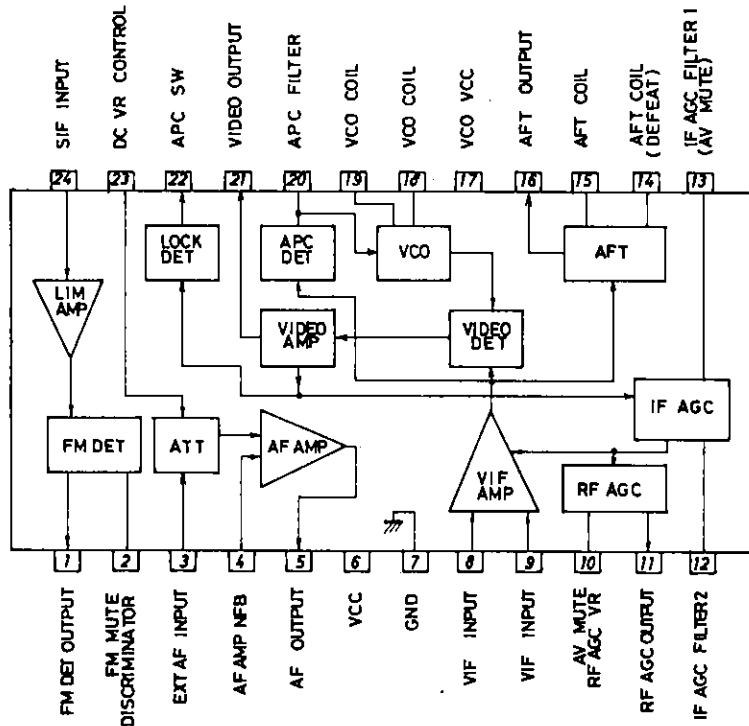 SIF INPUT
DC VR CONTROL
APC SW
VIDEO OUTPUT
APC FILTER
VCO COIL
VCO COIL
VCO VCC
AFT OUTPUT
AFT COIL
AFT COIL
(DEFEAT)
IF AGC FILTER 1
(AV MUTE)
24
23
22
21
20
19
18
17
16
15
14
13
LOCK
DET
APC
DET
VCO
AFT
LIM
AMP
VIDEO
AMP
VIDEO
DET
IF AGC
FM DET
ATT
AF AMP
VIF
AMP
RF AGC
1
2
3
4
5
6
7
8
9
10
11
12
FM DET OUTPUT
FM MUTE
DISCRIMINATOR
EXT AF INPUT
AF AMP NFB
AF OUTPUT
VCC
GND
VIF INPUT
VIF INPUT
AV MUTE
RF AGC VR
RF AGC OUTPUT
IF AGC FILTER2